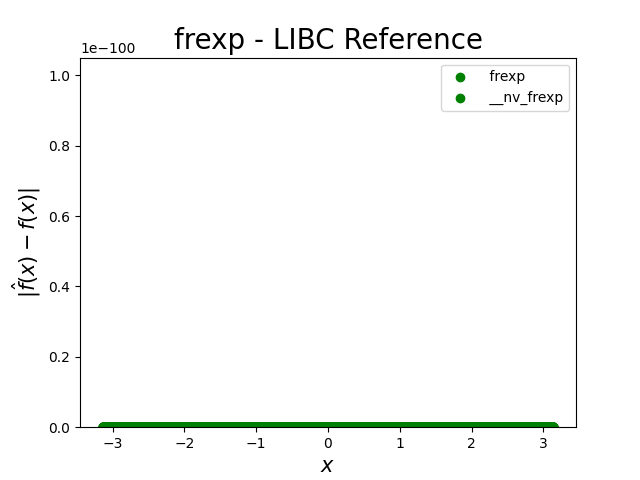 frexp - LIBC Reference
1e−100
frexp
__nv_frexp
1.0
0.8
0.6
0.4
0.2
0.0
|f̂(x) − f(x)|
−3
−2
−1
0
1
2
3
x